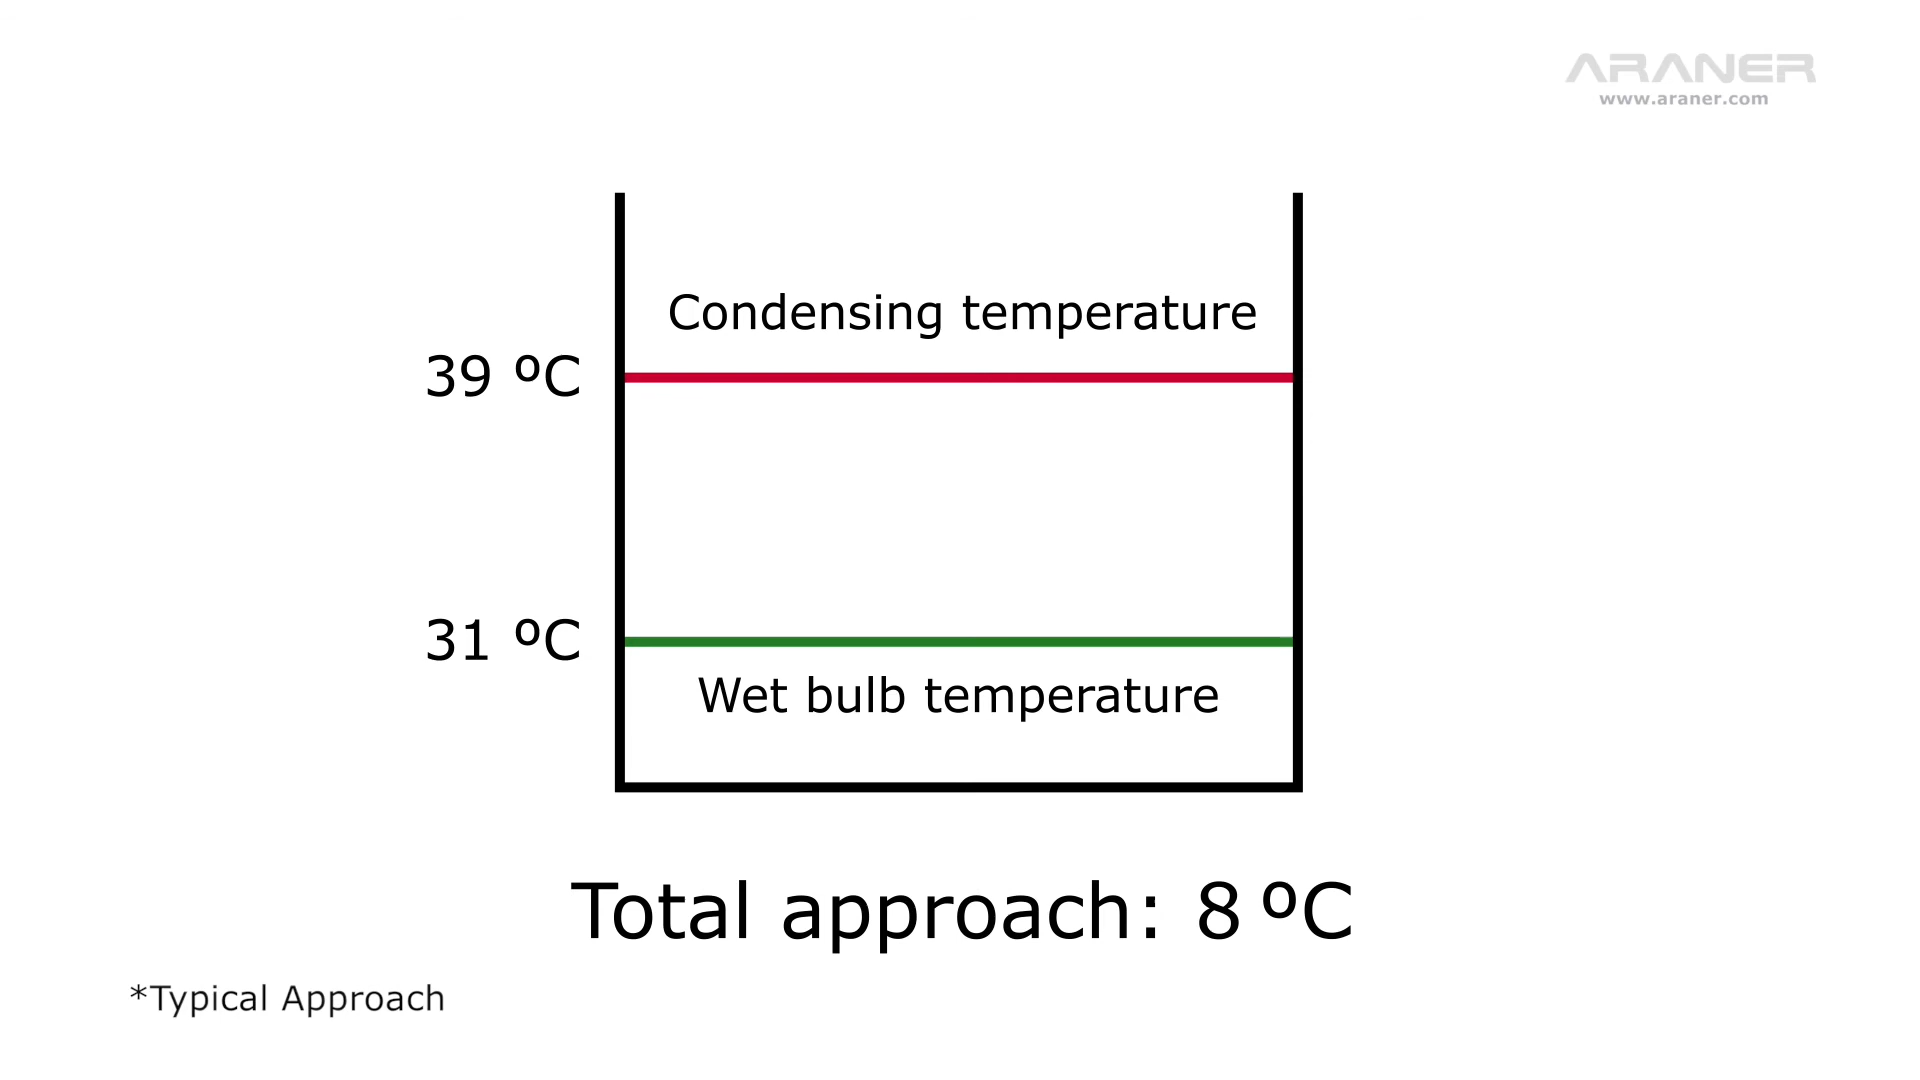 ARANER
www.araner.com
Condensing temperature
39 ºC
31 ºC
Wet bulb temperature
Total approach: 8 ºC
*Typical Approach